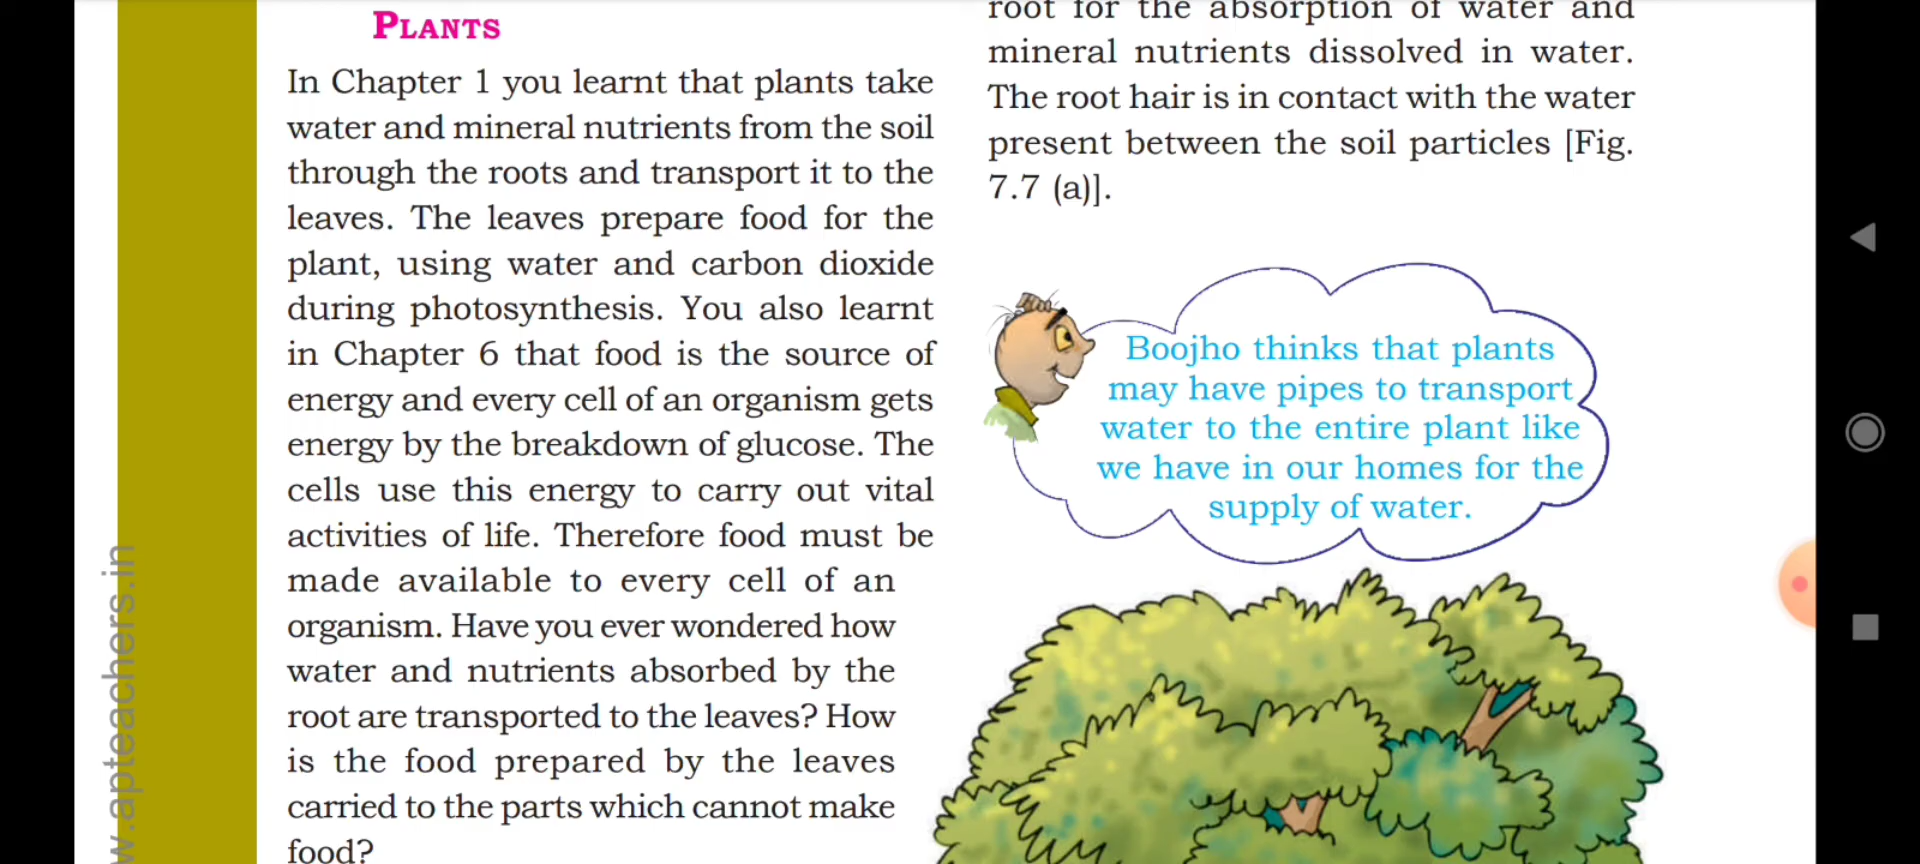 PLANTS
In Chapter 1 you learnt that plants take
water and mineral nutrients from the soil
through the roots and transport it to the
leaves. The leaves prepare food for the
plant, using water and carbon dioxide
during photosynthesis. You also learnt
in Chapter 6 that food is the source of
energy and every cell of an organism gets
energy by the breakdown of glucose. The
cells use this energy to carry out vital
activities of life. Therefore food must be
made available to every cell of an
organism. Have you ever wondered how
water and nutrients absorbed by the
root are transported to the leaves? How
is the food prepared by the leaves
carried to the parts which cannot make
food?
root for the absorption of water and
mineral nutrients dissolved in water.
The root hair is in contact with the water
present between the soil particles [Fig.
7.7 (a)].
Boojho thinks that plants
may have pipes to transport
water to the entire plant like
we have in our homes for the
supply of water.
w.apteachers.in